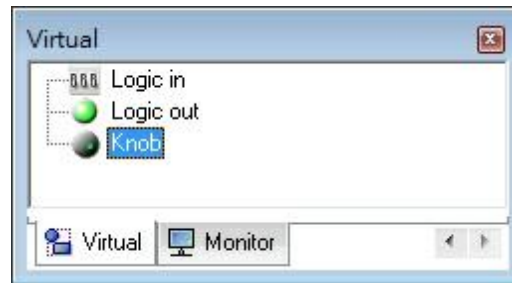 Virtual
Logic in
Logic out
Knob
Virtual Monitor